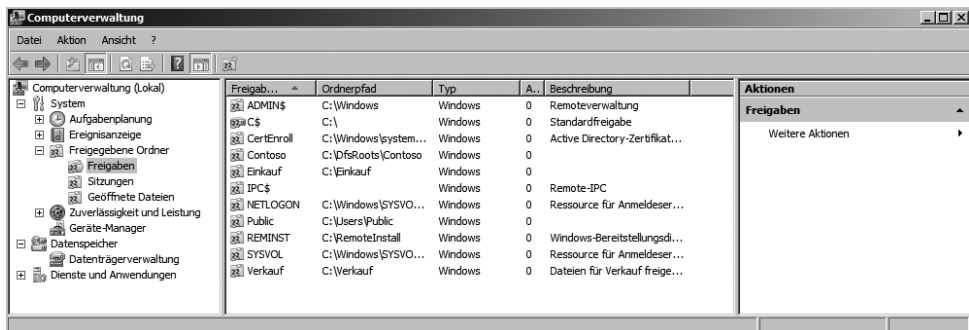 Computerverwaltung
Datei Aktion Ansicht ?
Computerverwaltung (Lokal)
System
Aufgabenplanung
Ereignisanzeige
Freigegebene Ordner
Freigaben
Sitzungen
Geöffnete Dateien
Zuverlässigkeit und Leistung
Geräte-Manager
Datenspeicher
Datenträgerverwaltung
Dienste und Anwendungen
Freigab... Ordnerpfad Typ A.. Beschreibung
ADMIN$ C:\Windows Windows 0 Remoteverwaltung
C$ C:\ Windows 0 Standardfreigabe
CertEnroll C:\Windows\system... Windows 0 Active Directory-Zertifikat...
Contoso C:\DfsRoots\Contoso Windows 0
Einkauf C:\Einkauf Windows 0
IPC$ Windows 0 Remote-IPC
NETLOGON C:\Windows\SYSVO... Windows 0 Ressource für Anmeldeser...
Public C:\Users\Public Windows 0
REMINST C:\RemoteInstall Windows 0 Windows-Bereitstellungsdi...
SYSVOL C:\Windows\SYSVO... Windows 0 Ressource für Anmeldeser...
Verkauf C:\Verkauf Windows 0 Dateien für Verkauf freige...
Aktionen
Freigaben
Weitere Aktionen